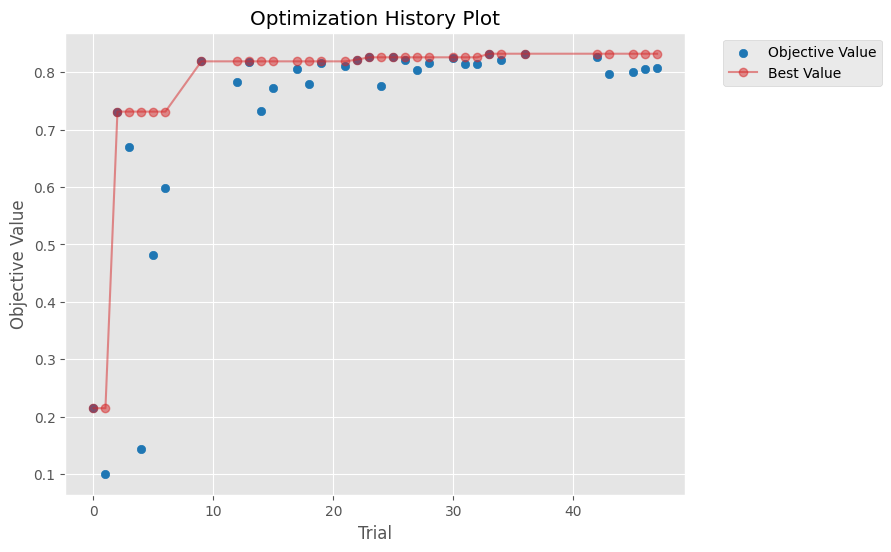 Optimization History Plot
Objective Value
Best Value
Objective Value
0.8
0.7
0.6
0.5
0.4
0.3
0.2
0.1
0 10 20 30 40
Trial